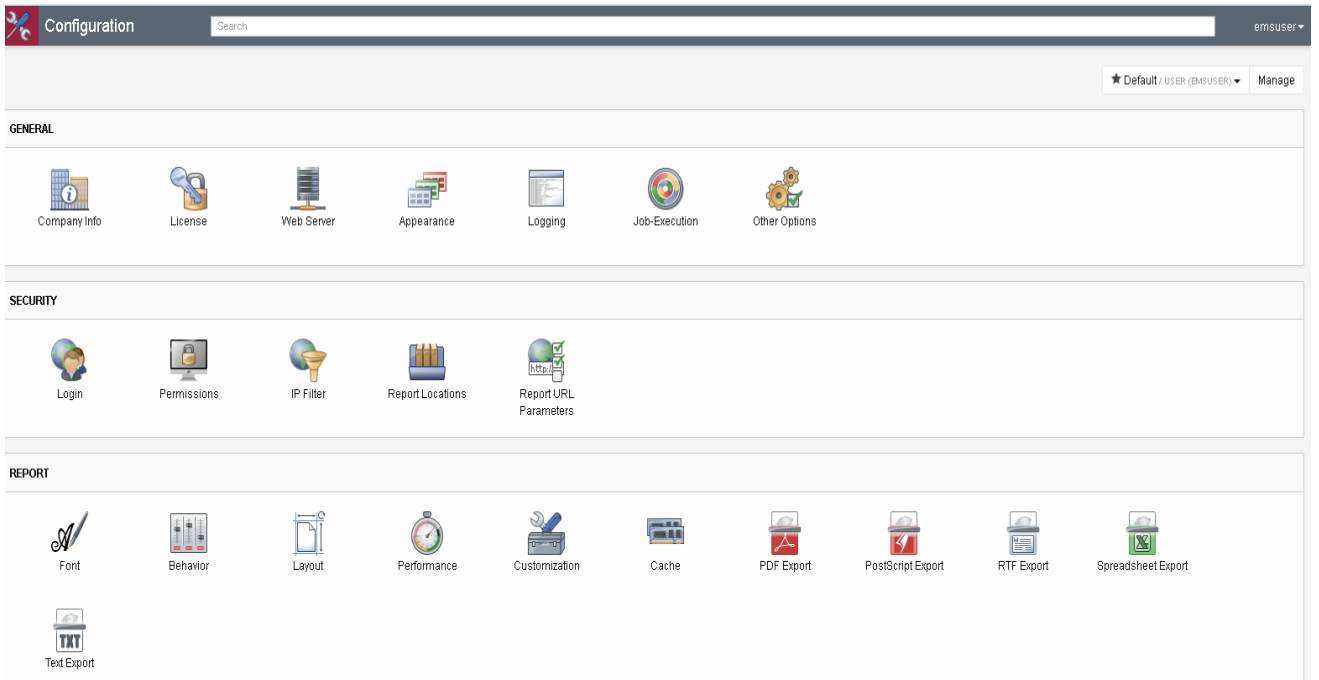 Configuration
Search
emsuser
Default / USER (EMSUSER)
Manage
GENERAL
Company Info
License
Web Server
Appearance
Logging
Job-Execution
Other Options
SECURITY
Login
Permissions
IP Filter
Report Locations
http:/
Report URL
Parameters
REPORT
Font
Behavior
Layout
Performance
Customization
Cache
PDF Export
PostScript Export
RTF Export
Spreadsheet Export
TXT
Text Export